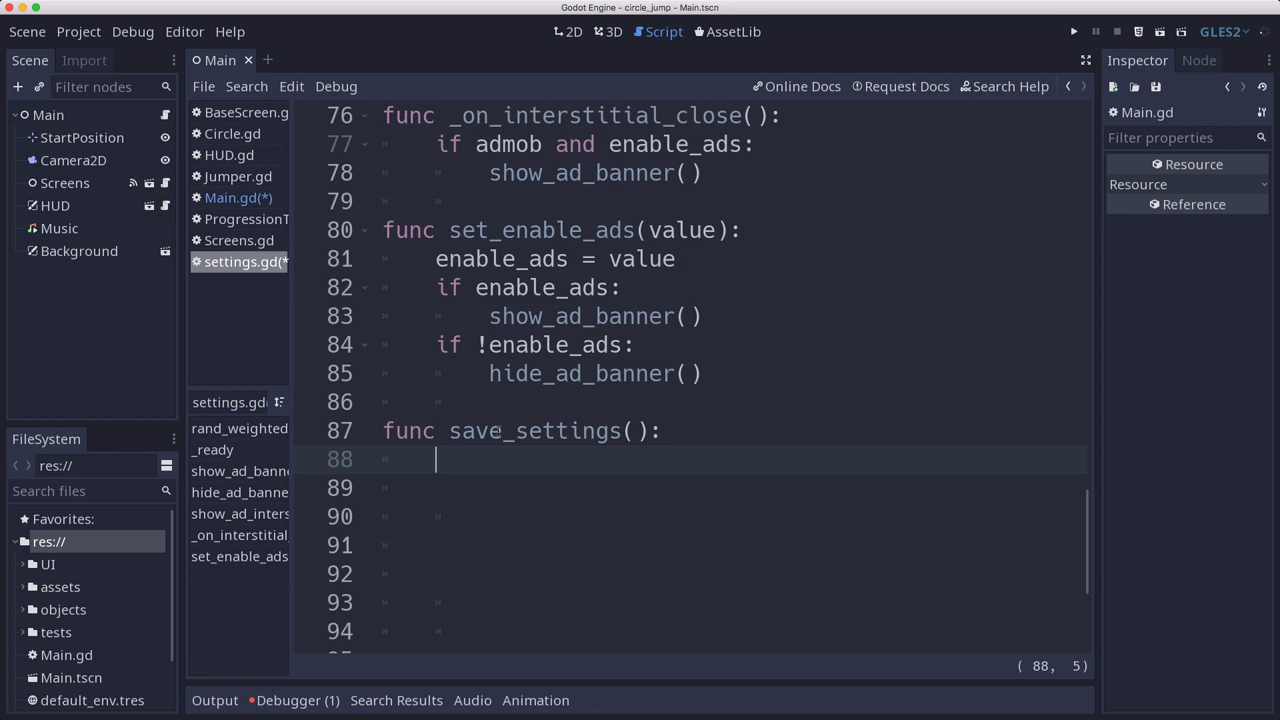 Godot Engine - circle_jump - Main.tscn
Scene Project Debug Editor Help
2D 3D Script AssetLib
GLES2
Scene Import
Filter nodes
Main
StartPosition
Camera2D
Screens
HUD
Music
Background
FileSystem
res://
Search files
Favorites:
res://
UI
assets
objects
tests
Main.gd
Main.tscn
default_env.tres
Main
File Search Edit Debug
Online Docs Request Docs Search Help
BaseScreen.g
Circle.gd
HUD.gd
Jumper.gd
Main.gd(*)
ProgressionT
Screens.gd
settings.gd(*
settings.gd
rand_weighted
_ready
show_ad_bann
hide_ad_banne
show_ad_inters
_on_interstitial
set_enable_ads
76 func _on_interstitial_close():
77 if admob and enable_ads:
78 show_ad_banner()
79
80 func set_enable_ads(value):
81 enable_ads = value
82 if enable_ads:
83 show_ad_banner()
84 if !enable_ads:
85 hide_ad_banner()
86
87 func save_settings():
88
89
90
91
92
93
94
( 88, 5)
Output Debugger (1) Search Results Audio Animation
Inspector Node
Main.gd
Filter properties
Resource
Resource
Reference